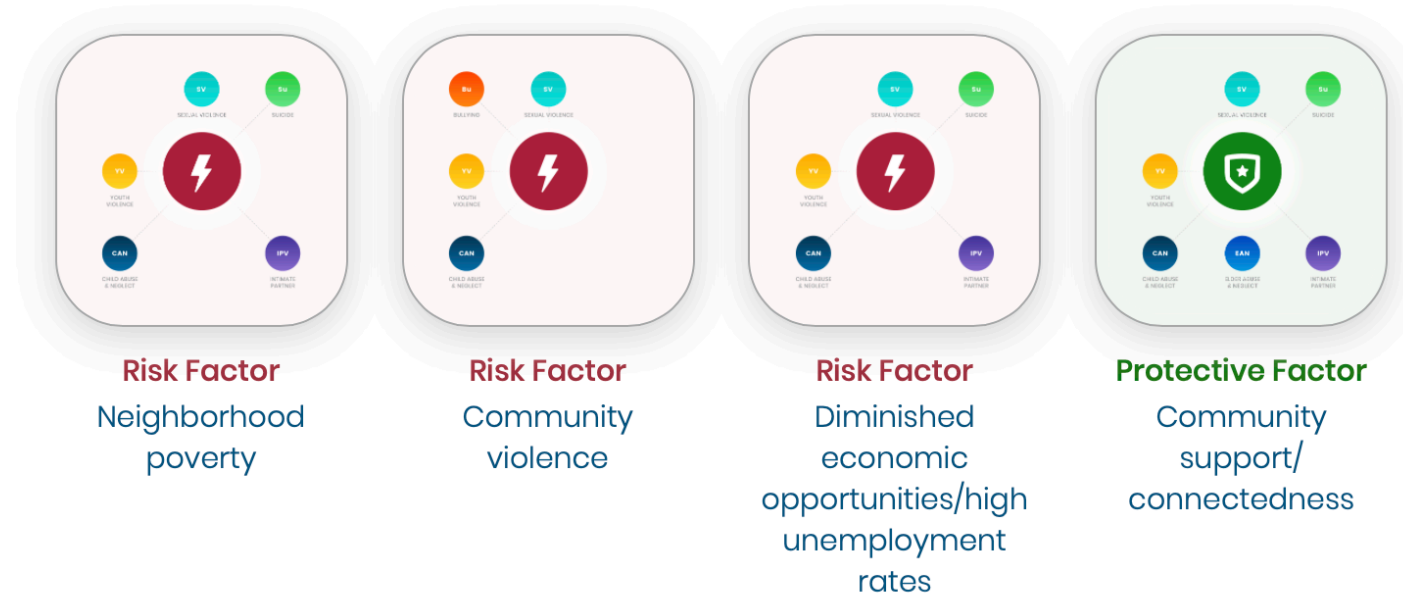 SV
Su
SEXUAL VIOLENCE
SUICIDE
YV
YOUTH
VIOLENCE
CAN
IPV
CHILD ABUSE
& NEGLECT
INTIMATE
PARTNER
Risk Factor
Neighborhood
poverty
Bu
SV
BULLYING
SEXUAL VIOLENCE
YV
YOUTH
VIOLENCE
CAN
CHILD ABUSE
& NEGLECT
Risk Factor
Community
violence
SV
Su
SEXUAL VIOLENCE
SUICIDE
YV
YOUTH
VIOLENCE
CAN
IPV
CHILD ABUSE
& NEGLECT
INTIMATE
PARTNER
Risk Factor
Diminished
economic
opportunities/high
unemployment
rates
SV
Su
SEXUAL VIOLENCE
SUICIDE
YV
YOUTH
VIOLENCE
CAN
EAN
IPV
CHILD ABUSE
& NEGLECT
ELDER ABUSE
& NEGLECT
INTIMATE
PARTNER
Protective Factor
Community
support/
connectedness